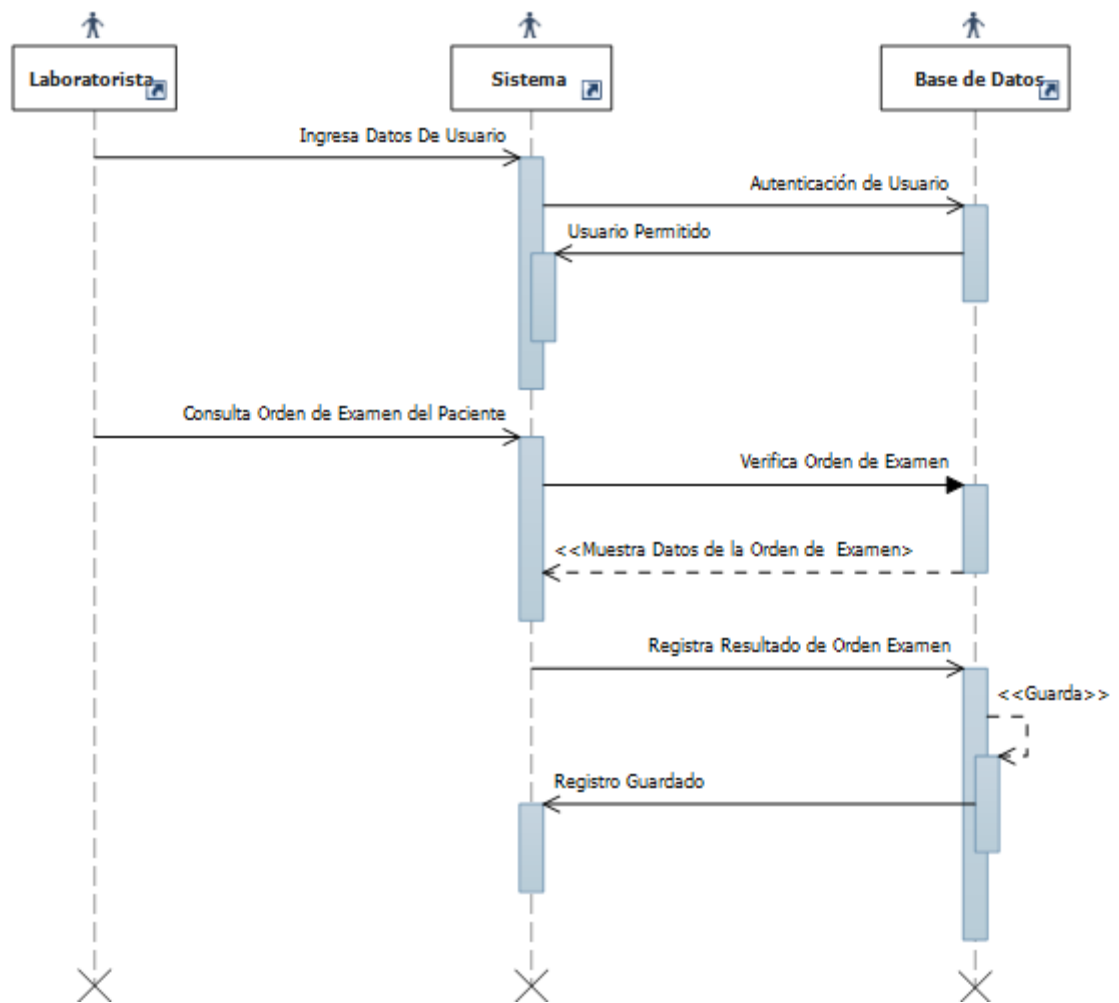 Laboratorista
Sistema
Base de Datos
Ingresa Datos De Usuario
Autenticación de Usuario
Usuario Permitido
Consulta Orden de Examen del Paciente
Verifica Orden de Examen
<<Muestra Datos de la Orden de  Examen>
Registra Resultado de Orden Examen
<<Guarda>>
Registro Guardado